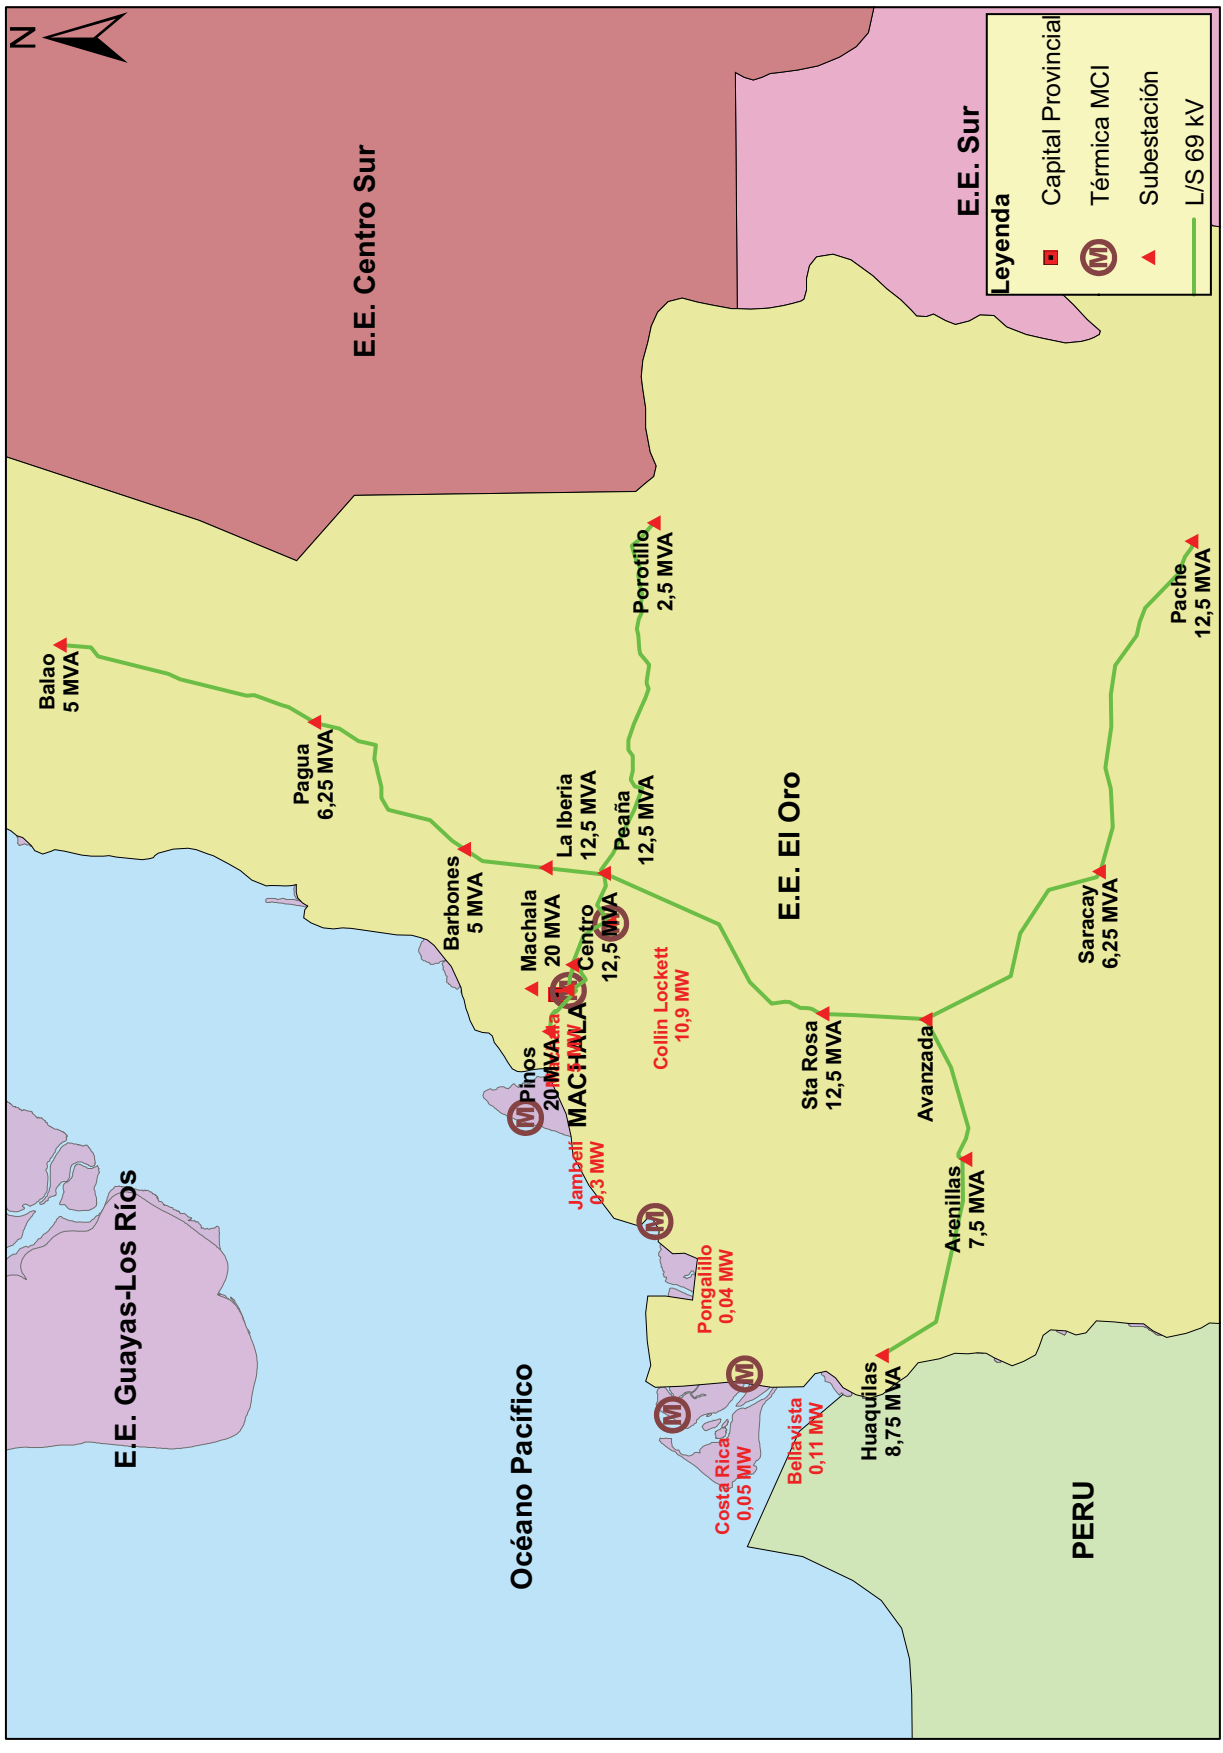 N
E.E. Guayas-Los Ríos
Balao
5 MVA
Pagua
6,25 MVA
E.E. Centro Sur
Barbones
5 MVA
Océano Pacífico
Pinos
20 MVA
Machala
20 MVA
La Iberia
12,5 MVA
5 MW
MACHALA
Centro
12,5 MVA
Peaña
12,5 MVA
Porotillo
2,5 MVA
Jambelí
0,3 MW
Collin Lockett
10,9 MW
Pongalillo
0,04 MW
Costa Rica
0,05 MW
Bellavista
0,11 MW
E.E. El Oro
Sta Rosa
12,5 MVA
Huaquilas
8,75 MVA
Avanzada
Arenillas
7,5 MVA
E.E. Sur
PERU
Saracay
6,25 MVA
Pache
12,5 MVA
Leyenda
Capital Provincial
M Térmica MCI
Subestación
L/S 69 kV
M
M
M
M
M